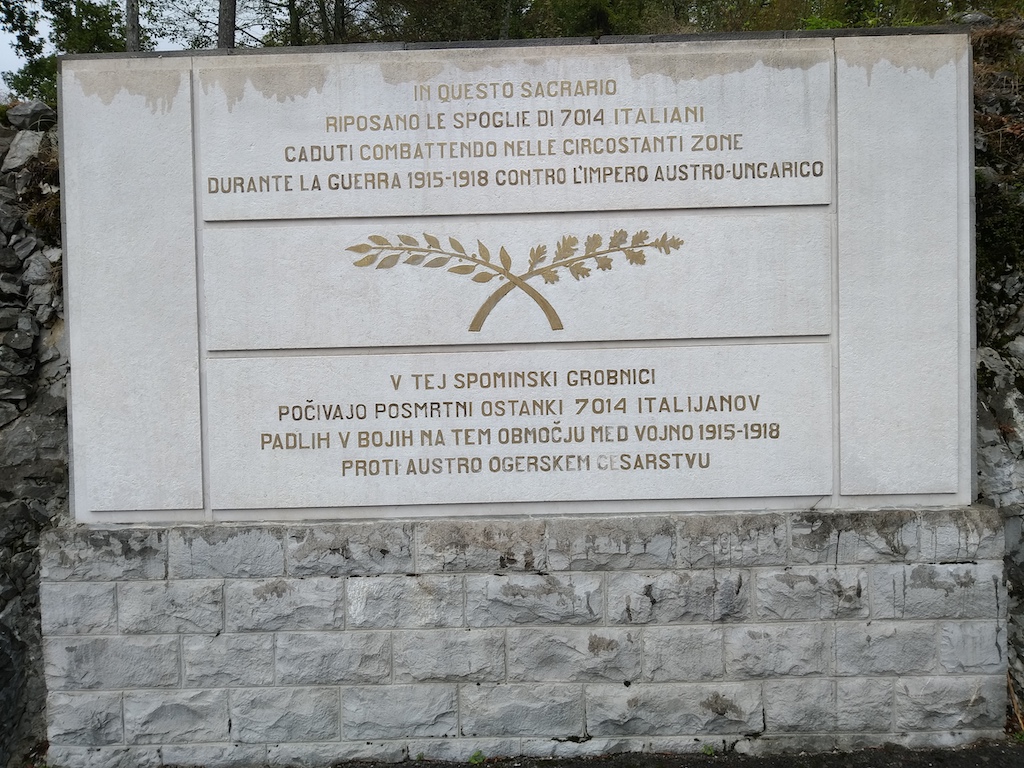 IN QUESTO SACRARIO
RIPOSANO LE SPOGLIE DI 7014 ITALIANI
CADUTI COMBATTENDO NELLE CIRCOSTANTI ZONE
DURANTE LA GUERRA 1915-1918 CONTRO L'IMPERO AUSTRO-UNGARICO
V TEJ SPOMINSKI GROBNICI
POČIVAJO POSMRTNI OSTANKI 7014 ITALIJANOV
PADLIH V BOJIH NA TEM OBMOČJU MED VOJNO 1915-1918
PROTI AUSTRO OGERSKEM CESARSTVU